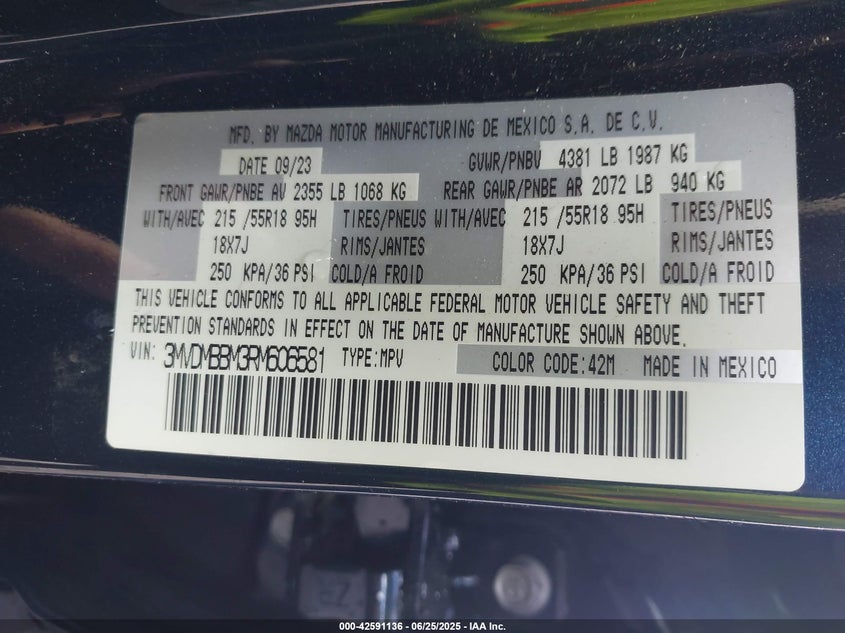 MFD. BY MAZDA MOTOR MANUFACTURING DE MEXICO S.A. DE C.V.
DATE 09/23 GVWR/PNBV 4381 LB 1987 KG
FRONT GAWR/PNBE AV 2355 LB 1068 KG REAR GAWR/PNBE AR 2072 LB 940 KG
WITH/AVEC 215 /55R18 95H TIRES/PNEUS WITH/AVEC 215 /55R18 95H TIRES/PNEUS
18X7J RIMS/JANTES 18X7J RIMS/JANTES
250 KPA/36 PSI COLD/A FROID 250 KPA/36 PSI COLD/A FROID
THIS VEHICLE CONFORMS TO ALL APPLICABLE FEDERAL MOTOR VEHICLE SAFETY AND THEFT
PREVENTION STANDARDS IN EFFECT ON THE DATE OF MANUFACTURE SHOWN ABOVE.
VIN: 3MVDMBBM3RM606581 TYPE:MPV COLOR CODE:42M MADE IN MEXICO
000-42591136 - 06/25/2025 - IAA Inc.